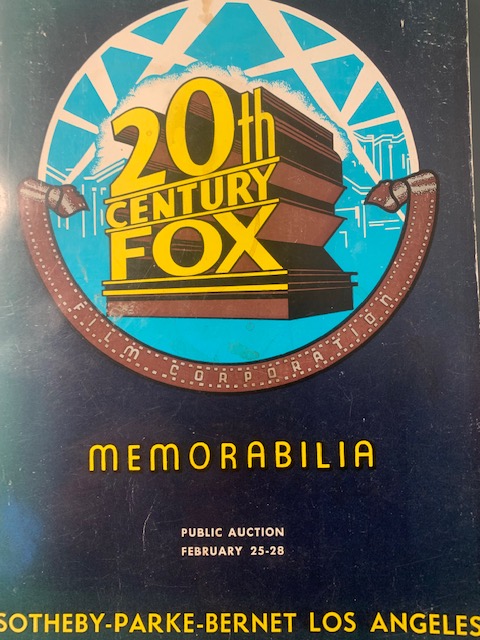 20th
CENTURY
FOX
FILM CORPORATION
MEMORABILIA
PUBLIC AUCTION
FEBRUARY 25-28
SOTHEBY-PARKE-BERNET LOS ANGELES